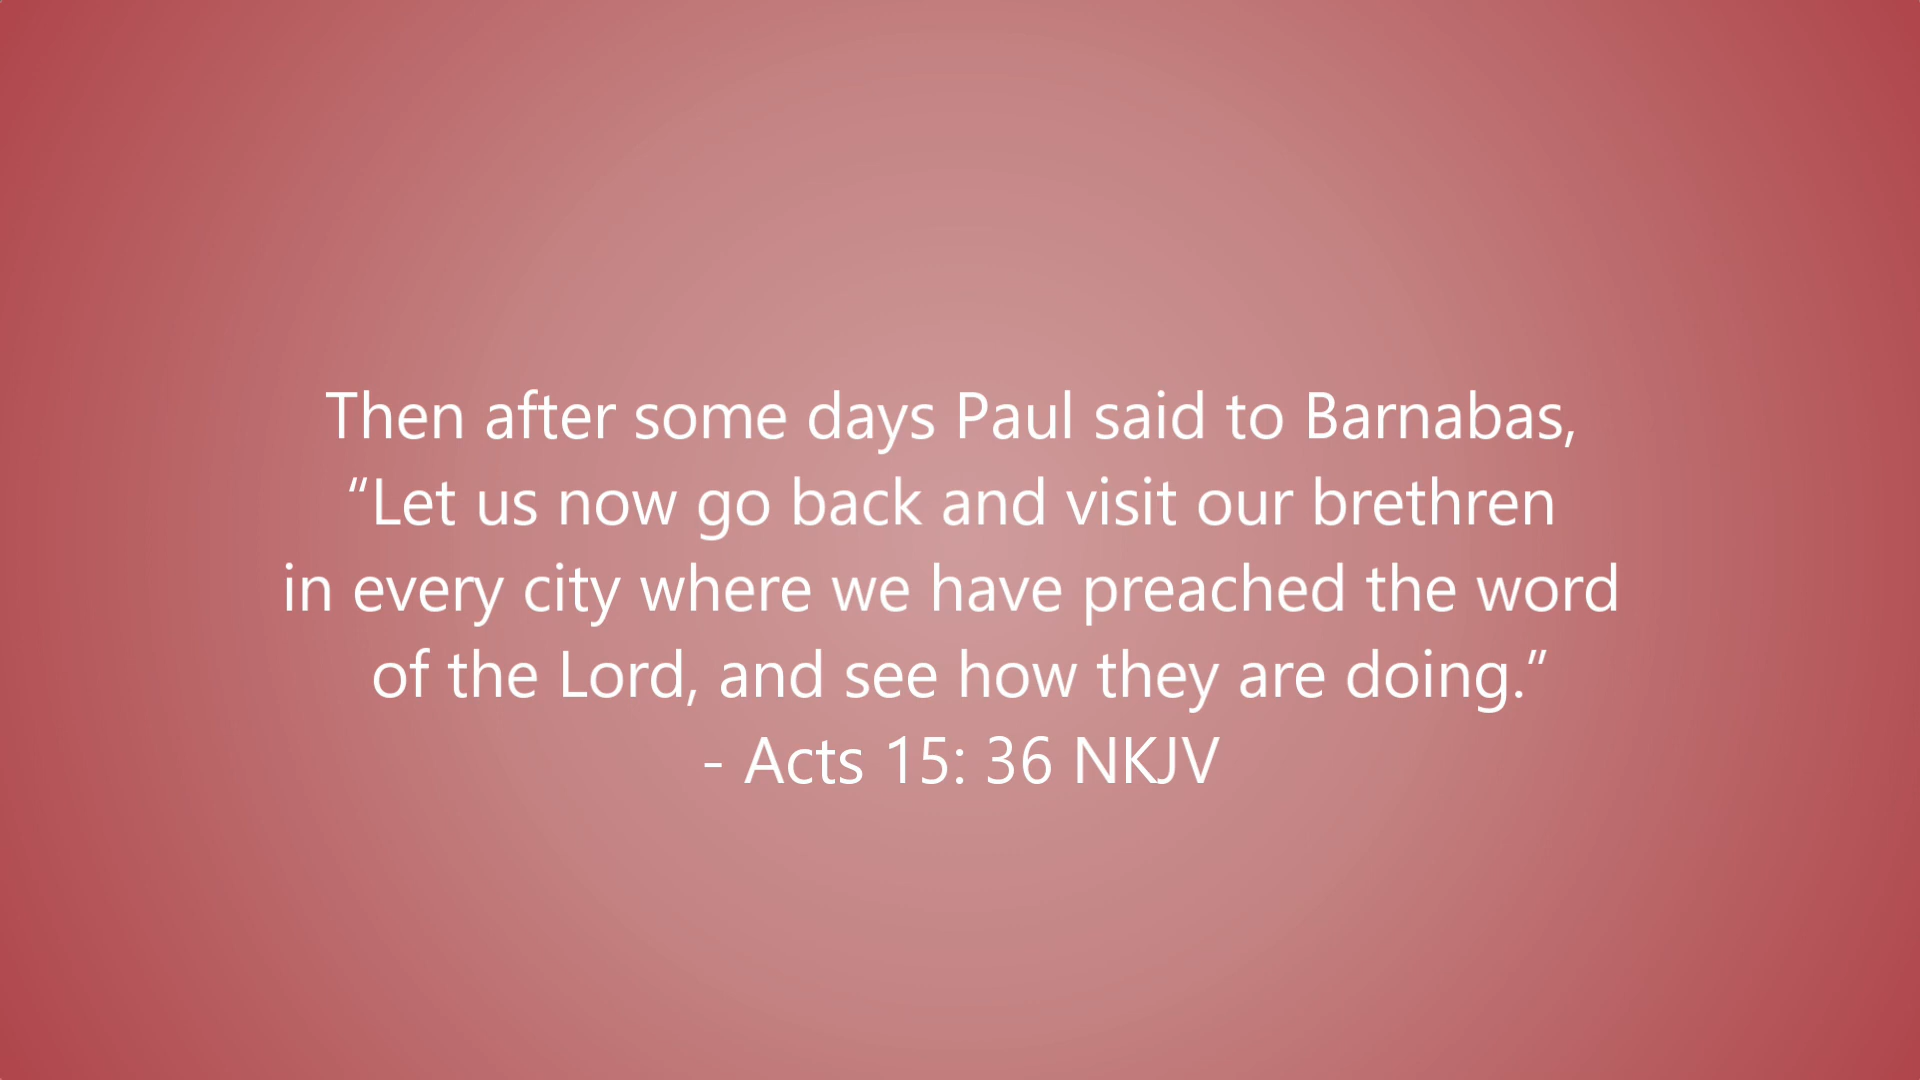 Then after some days Paul said to Barnabas,
“Let us now go back and visit our brethren
in every city where we have preached the word
of the Lord, and see how they are doing.”
- Acts 15: 36 NKJV